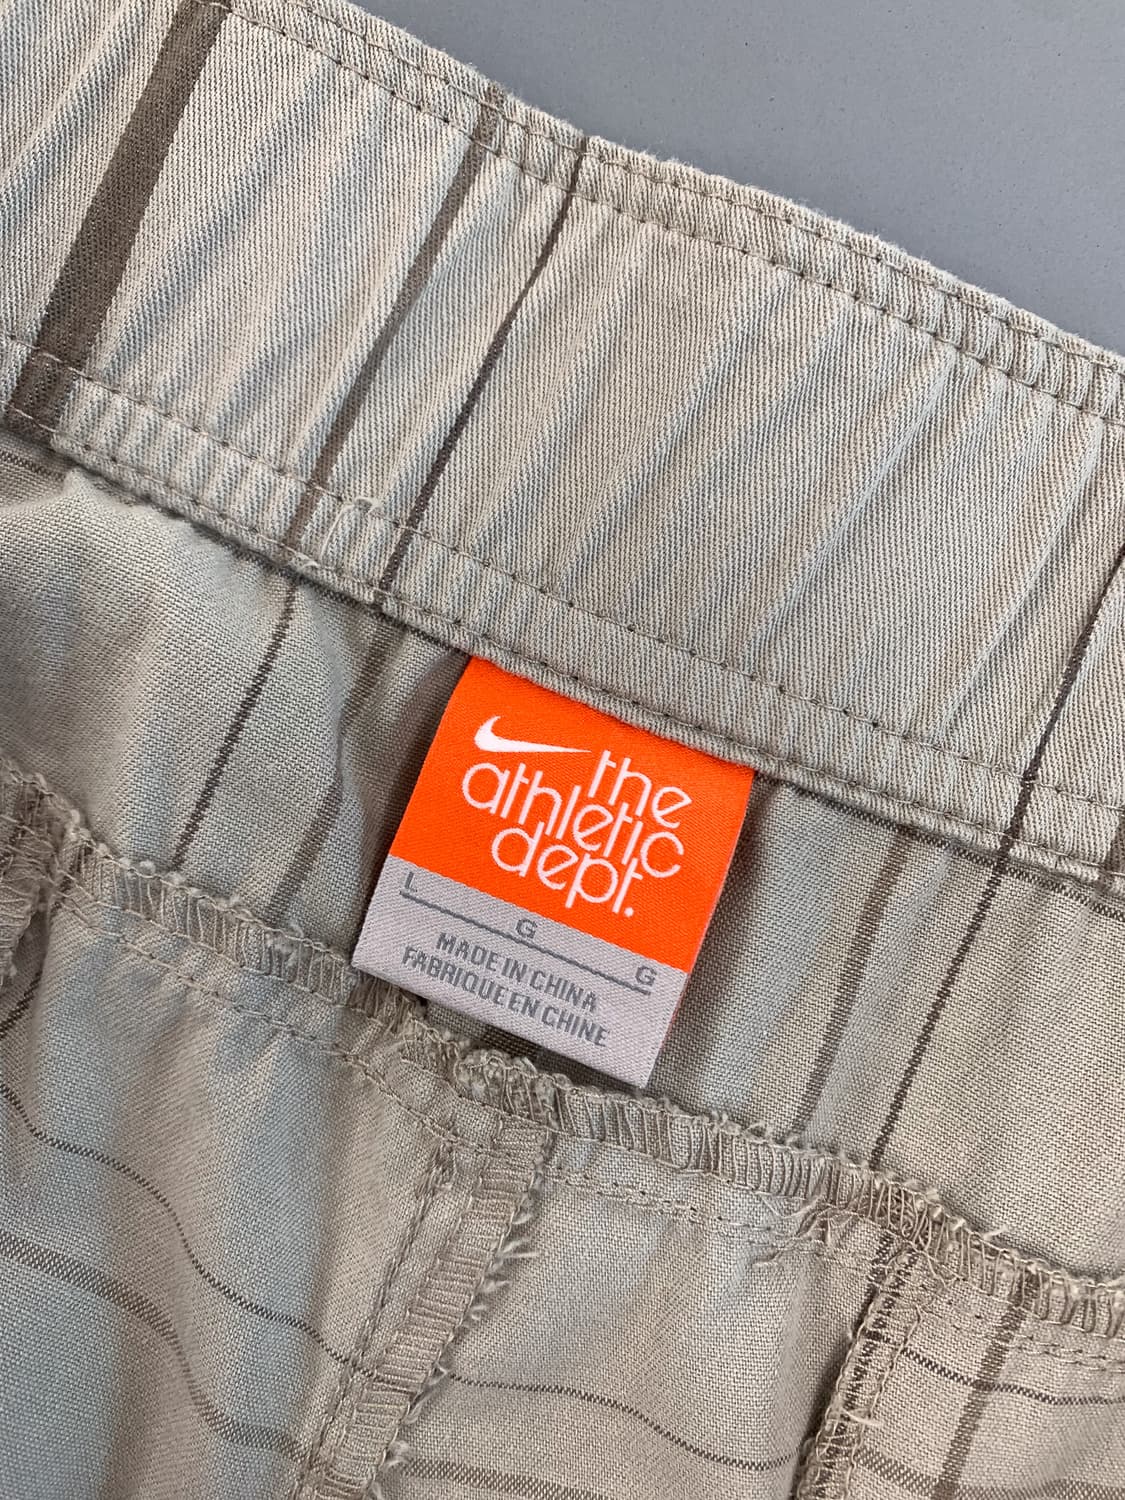 the
athletic
dept.
L G G
MADE IN CHINA
FABRIQUE EN CHINE